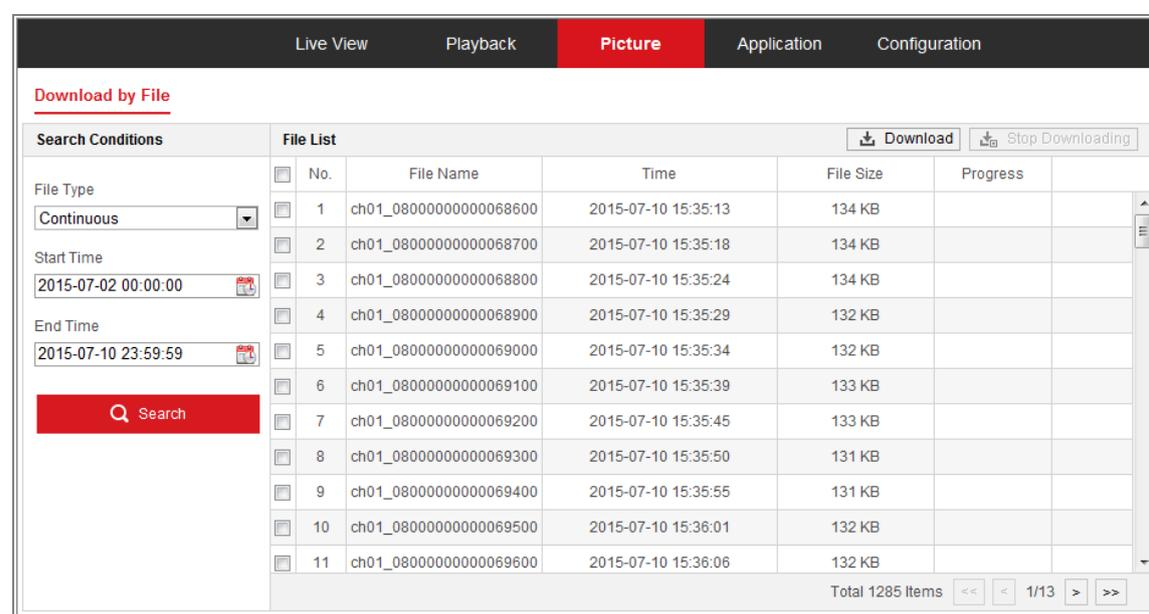 Live View Playback Picture Application Configuration
Download by File
Search Conditions
File Type
Continuous
Start Time
2015-07-02 00:00:00
End Time
2015-07-10 23:59:59
Search
File List Download Stop Downloading
No. File Name Time File Size Progress
1 ch01_08000000000068600 2015-07-10 15:35:13 134 KB
2 ch01_08000000000068700 2015-07-10 15:35:18 134 KB
3 ch01_08000000000068800 2015-07-10 15:35:24 134 KB
4 ch01_08000000000068900 2015-07-10 15:35:29 132 KB
5 ch01_08000000000069000 2015-07-10 15:35:34 132 KB
6 ch01_08000000000069100 2015-07-10 15:35:39 133 KB
7 ch01_08000000000069200 2015-07-10 15:35:45 133 KB
8 ch01_08000000000069300 2015-07-10 15:35:50 131 KB
9 ch01_08000000000069400 2015-07-10 15:35:55 131 KB
10 ch01_08000000000069500 2015-07-10 15:36:01 132 KB
11 ch01_08000000000069600 2015-07-10 15:36:06 132 KB
Total 1285 Items << < 1/13 > >>